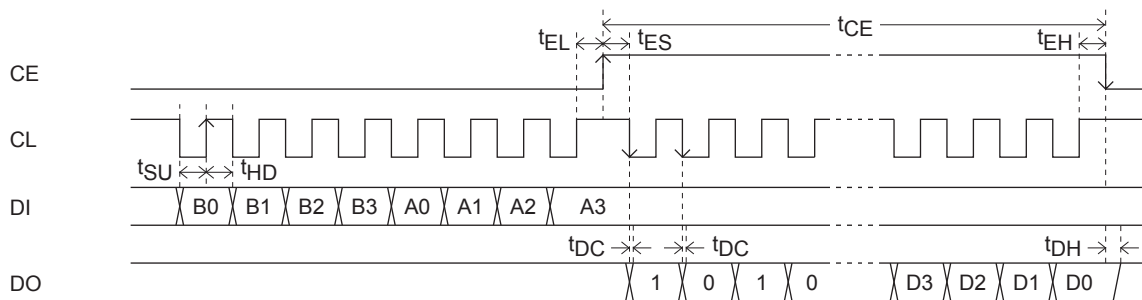 tCE
tEL tES tEH
CE
CL
tSU tHD
DI B0 B1 B2 B3 A0 A1 A2 A3
tDC tDC tDH
DO 1 0 1 0 D3 D2 D1 D0